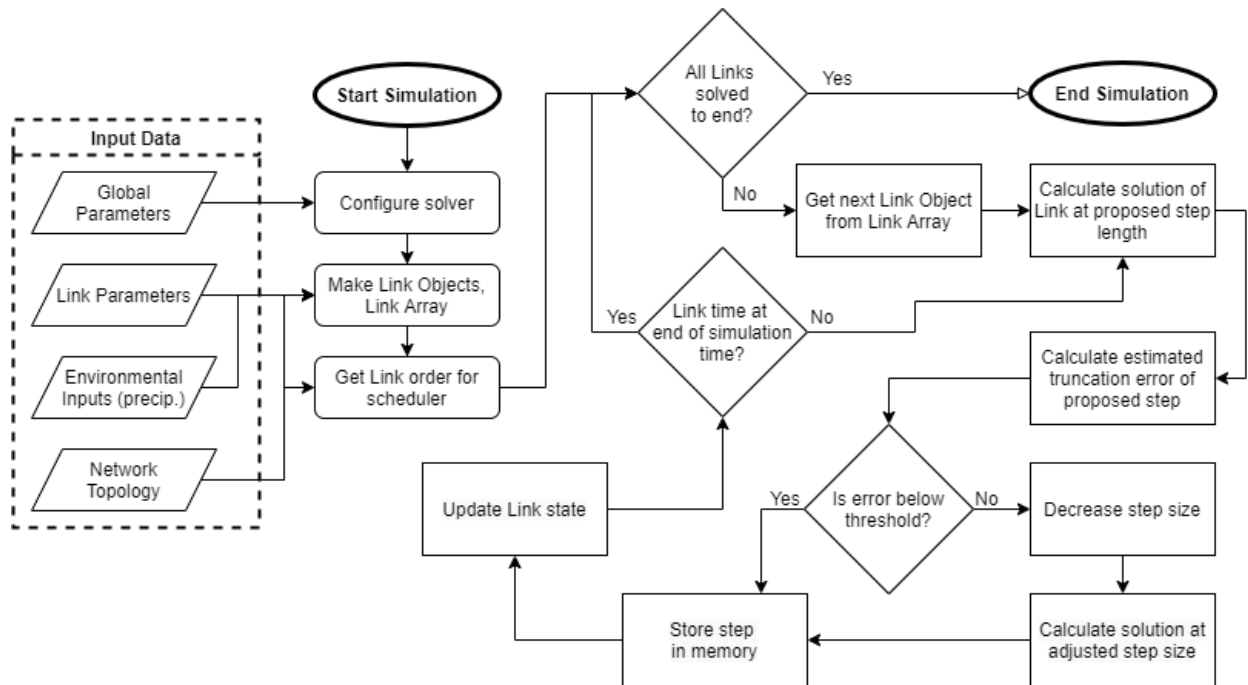 Start Simulation
Input Data
Global
Parameters
Link Parameters
Environmental
Inputs (precip.)
Network
Topology
Configure solver
Make Link Objects,
Link Array
Get Link order for
scheduler
All Links
solved
to end?
Yes
End Simulation
No
Get next Link Object
from Link Array
Calculate solution of
Link at proposed step
length
Link time at
end of simulation
time?
Yes
No
Calculate estimated
truncation error of
proposed step
Is error below
threshold?
Yes
No
Decrease step size
Calculate solution at
adjusted step size
Store step
in memory
Update Link state